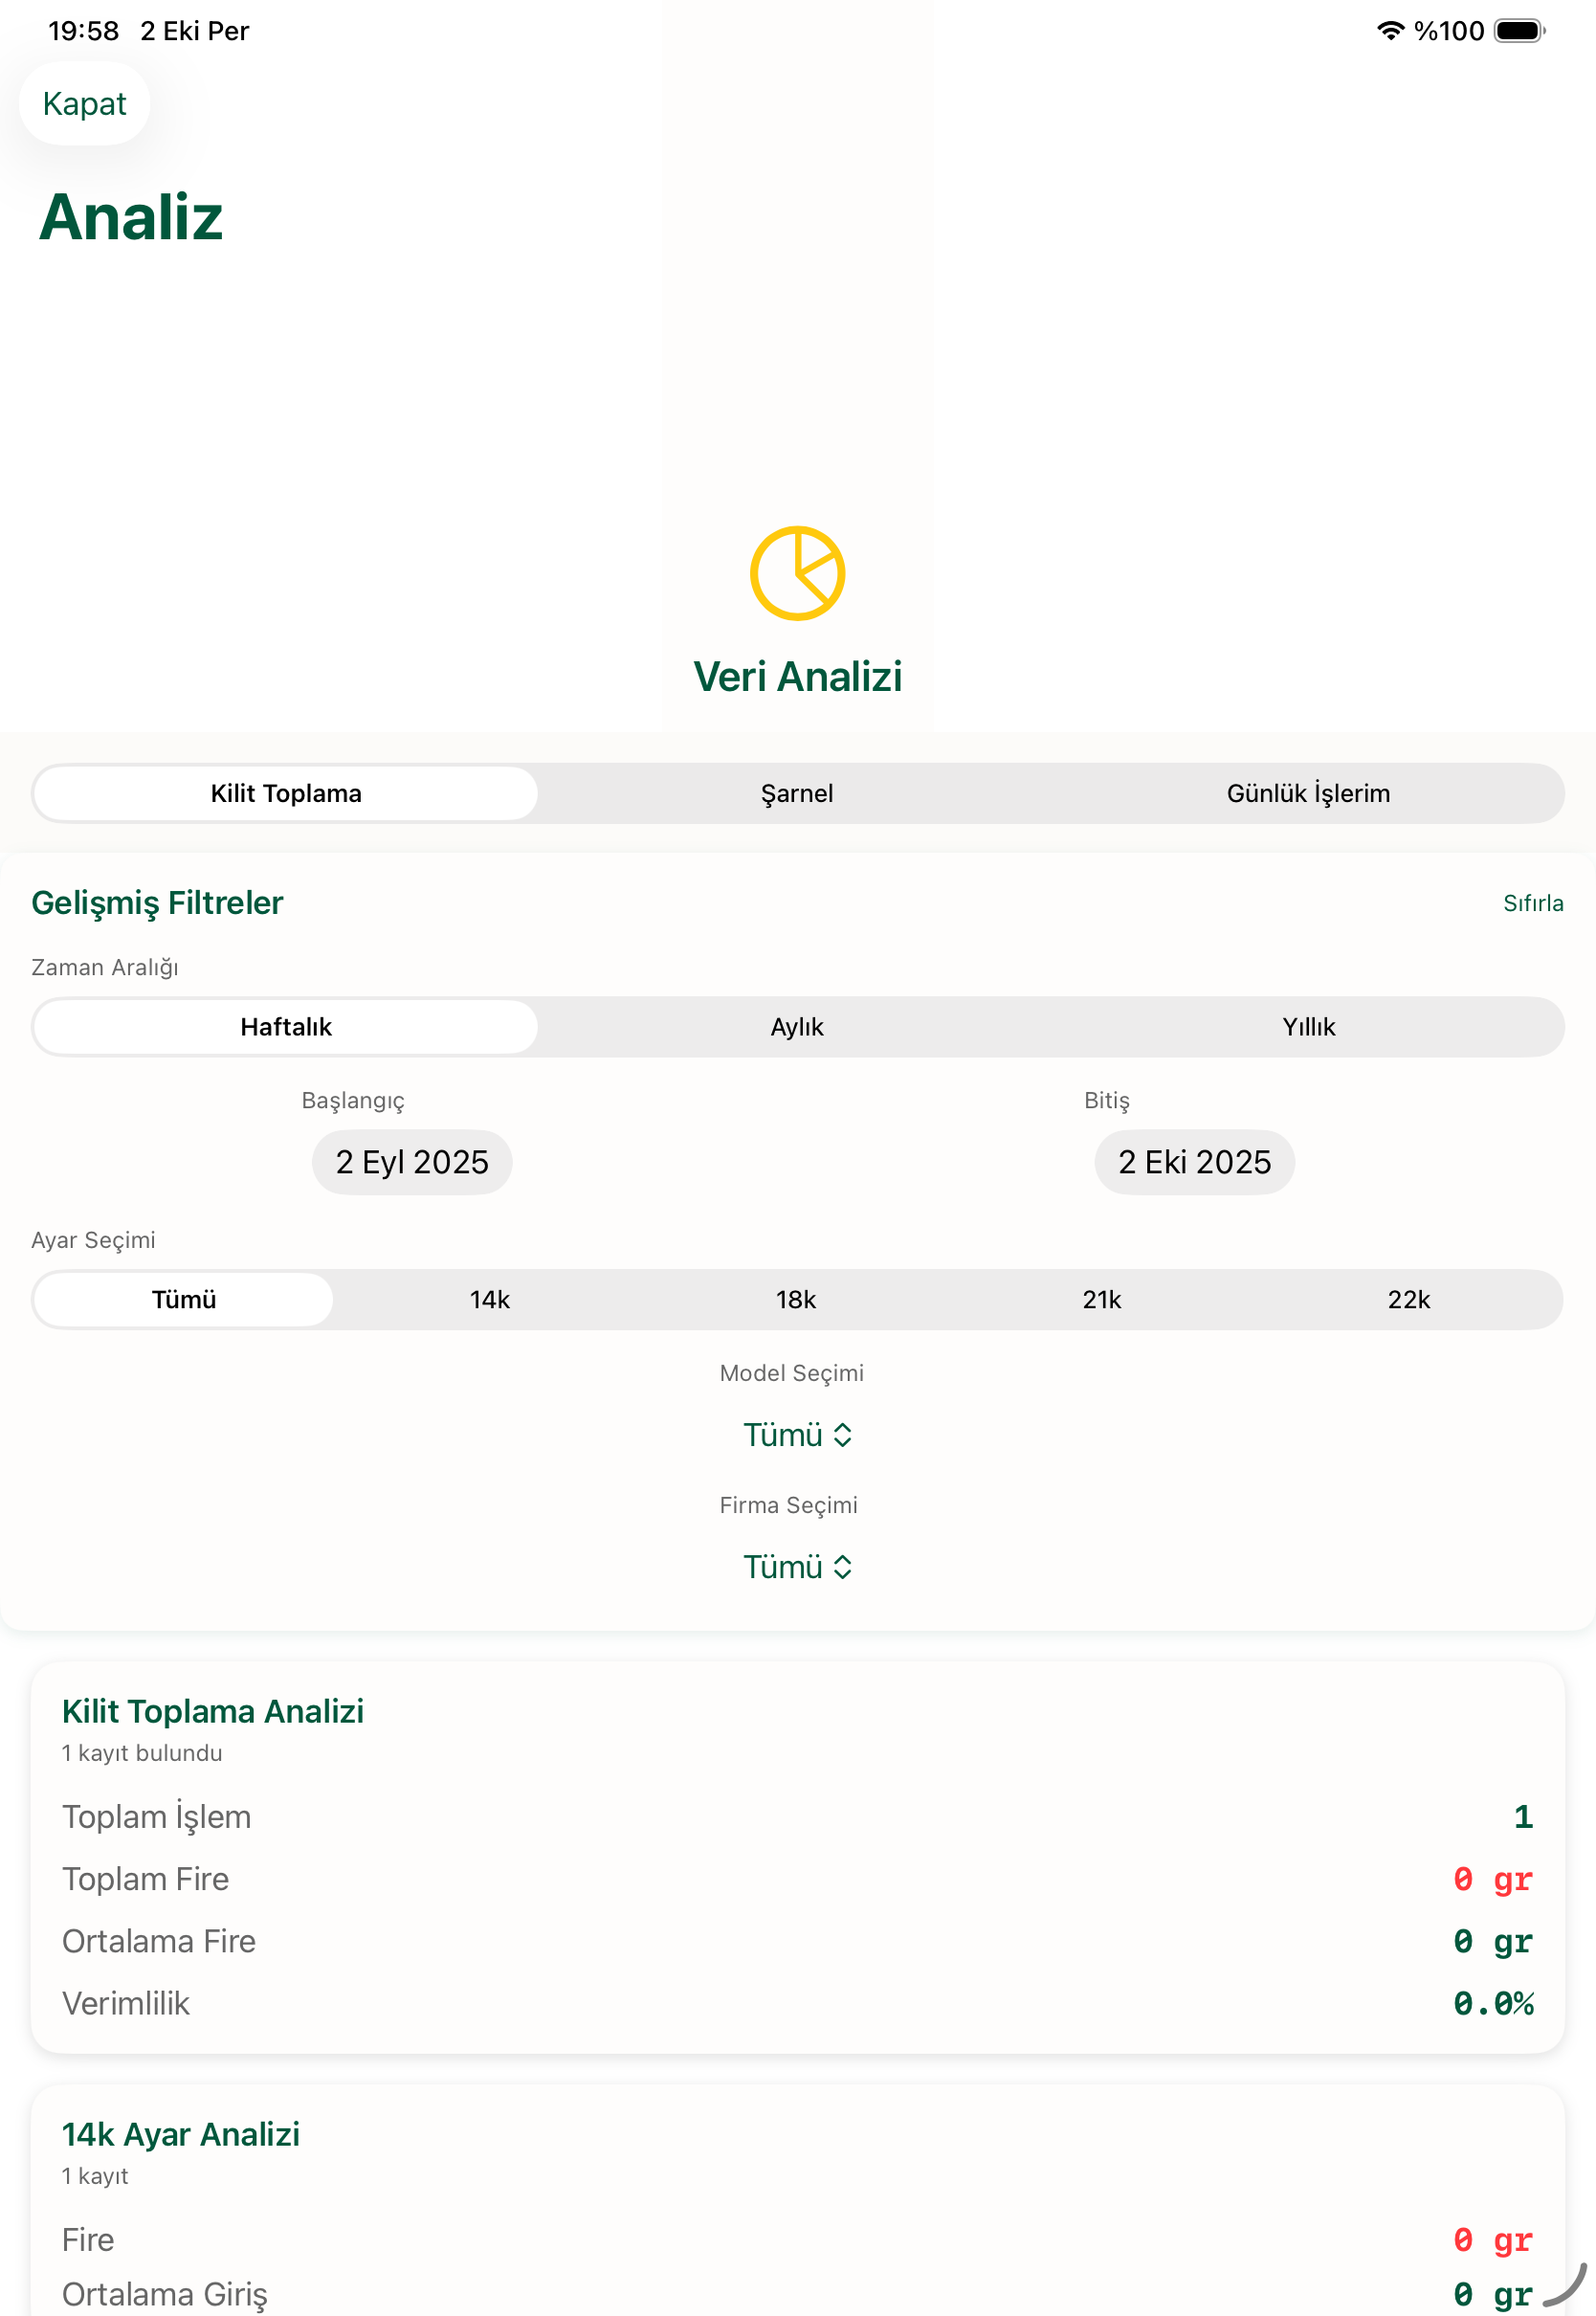 19:58 2 Eki Per %100
Kapat
Analiz
Veri Analizi
Kilit Toplama Şarnel Günlük İşlerim
Gelişmiş Filtreler Sıfırla
Zaman Aralığı
Haftalık Aylık Yıllık
Başlangıç Bitiş
2 Eyl 2025 2 Eki 2025
Ayar Seçimi
Tümü 14k 18k 21k 22k
Model Seçimi
Tümü
Firma Seçimi
Tümü
Kilit Toplama Analizi
1 kayıt bulundu
Toplam İşlem 1
Toplam Fire 0 gr
Ortalama Fire 0 gr
Verimlilik 0.0%
14k Ayar Analizi
1 kayıt
Fire 0 gr
Ortalama Giriş 0 gr